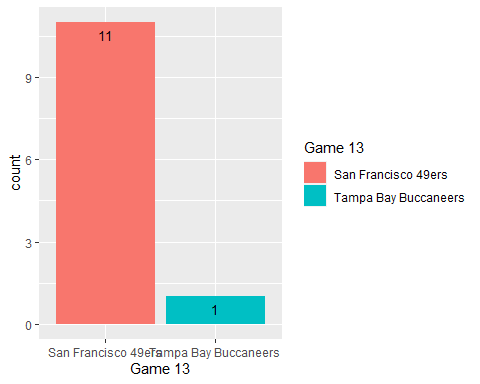 11
9
6
3
0
1
count
San Francisco 49ers
Tampa Bay Buccaneers
Game 13
Game 13
San Francisco 49ers
Tampa Bay Buccaneers